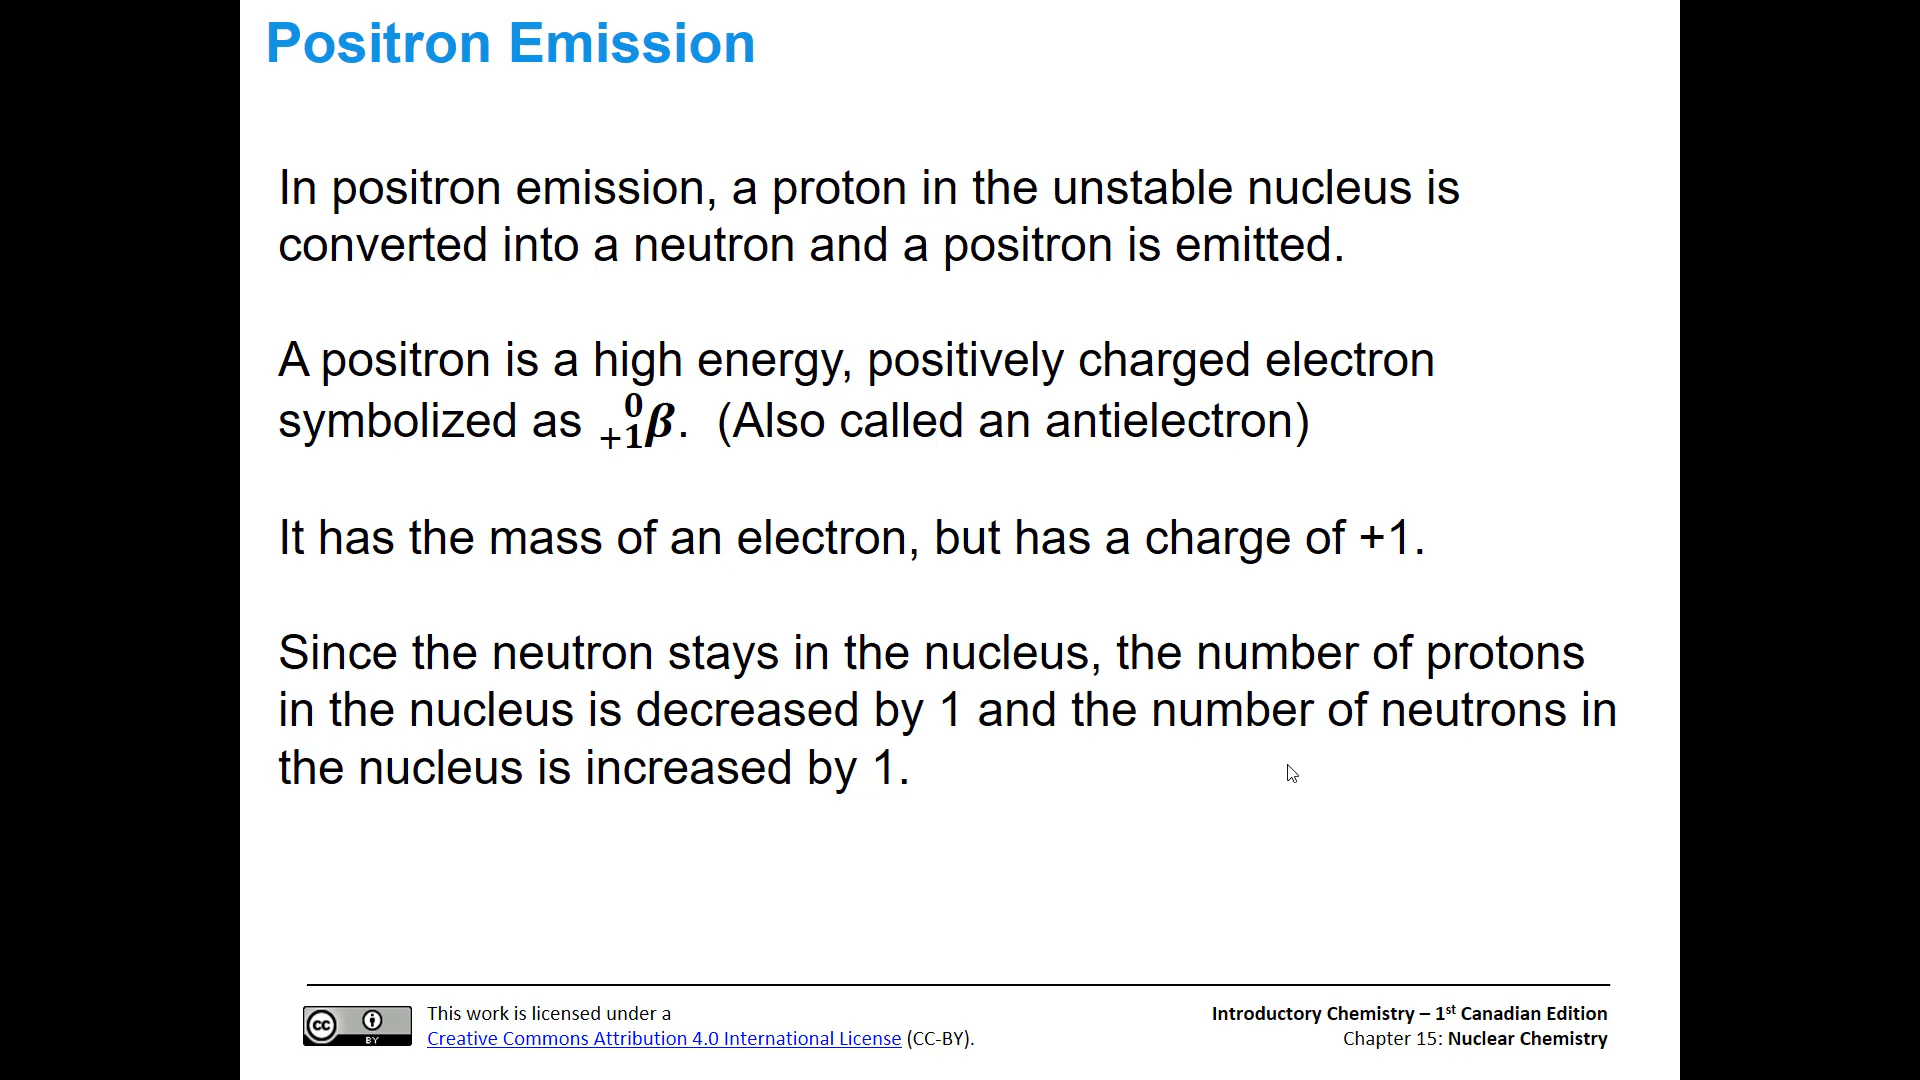 Positron Emission
In positron emission, a proton in the unstable nucleus is
converted into a neutron and a positron is emitted.
A positron is a high energy, positively charged electron
symbolized as ⁰₊₁β. (Also called an antielectron)
It has the mass of an electron, but has a charge of +1.
Since the neutron stays in the nucleus, the number of protons
in the nucleus is decreased by 1 and the number of neutrons in
the nucleus is increased by 1.
cc BY
This work is licensed under a
Creative Commons Attribution 4.0 International License (CC-BY).
Introductory Chemistry – 1st Canadian Edition
Chapter 15: Nuclear Chemistry